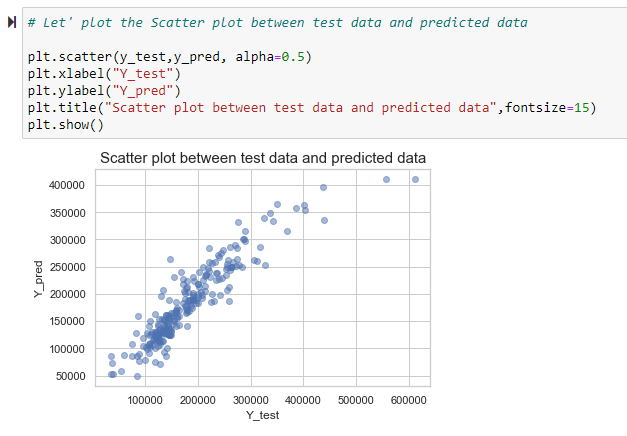 # Let' plot the Scatter plot between test data and predicted data
plt.scatter(y_test,y_pred, alpha=0.5)
plt.xlabel("Y_test")
plt.ylabel("Y_pred")
plt.title("Scatter plot between test data and predicted data",fontsize=15)
plt.show()
Scatter plot between test data and predicted data
400000
350000
300000
250000
200000
150000
100000
50000
Y_pred
100000 200000 300000 400000 500000 600000
Y_test